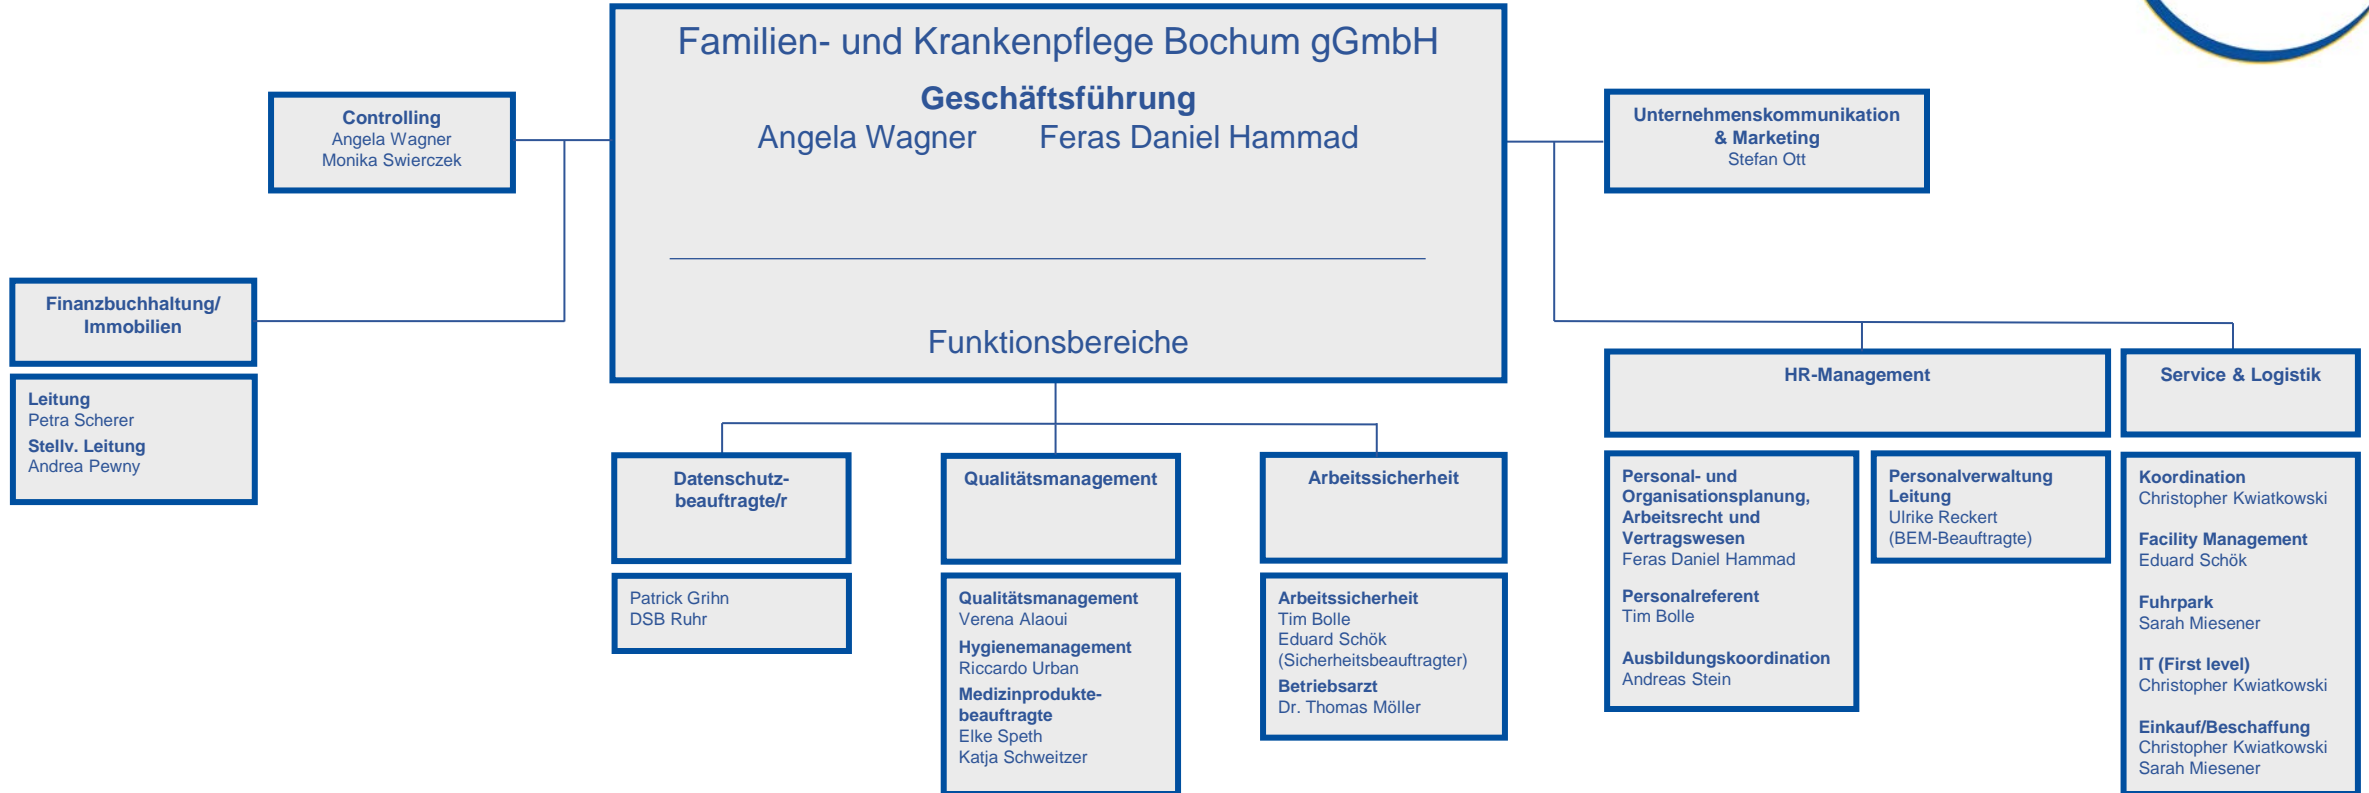 Familien- und Krankenpflege Bochum gGmbH
Geschäftsführung
Angela Wagner Feras Daniel Hammad
Funktionsbereiche
Controlling
Angela Wagner
Monika Swierczek
Unternehmenskommunikation
& Marketing
Stefan Ott
Finanzbuchhaltung/
Immobilien
Leitung
Petra Scherer
Stellv. Leitung
Andrea Pewny
Datenschutz-
beauftragte/r
Patrick Grihn
DSB Ruhr
Qualitätsmanagement
Qualitätsmanagement
Verena Alaoui
Hygienemanagement
Riccardo Urban
Medizinprodukte-
beauftragte
Elke Speth
Katja Schweitzer
Arbeitssicherheit
Arbeitssicherheit
Tim Bolle
Eduard Schök
(Sicherheitsbeauftragter)
Betriebsarzt
Dr. Thomas Möller
HR-Management
Personal- und
Organisationsplanung,
Arbeitsrecht und
Vertragswesen
Feras Daniel Hammad
Personalreferent
Tim Bolle
Ausbildungskoordination
Andreas Stein
Personalverwaltung
Leitung
Ulrike Reckert
(BEM-Beauftragte)
Service & Logistik
Koordination
Christopher Kwiatkowski
Facility Management
Eduard Schök
Fuhrpark
Sarah Miesener
IT (First level)
Christopher Kwiatkowski
Einkauf/Beschaffung
Christopher Kwiatkowski
Sarah Miesener